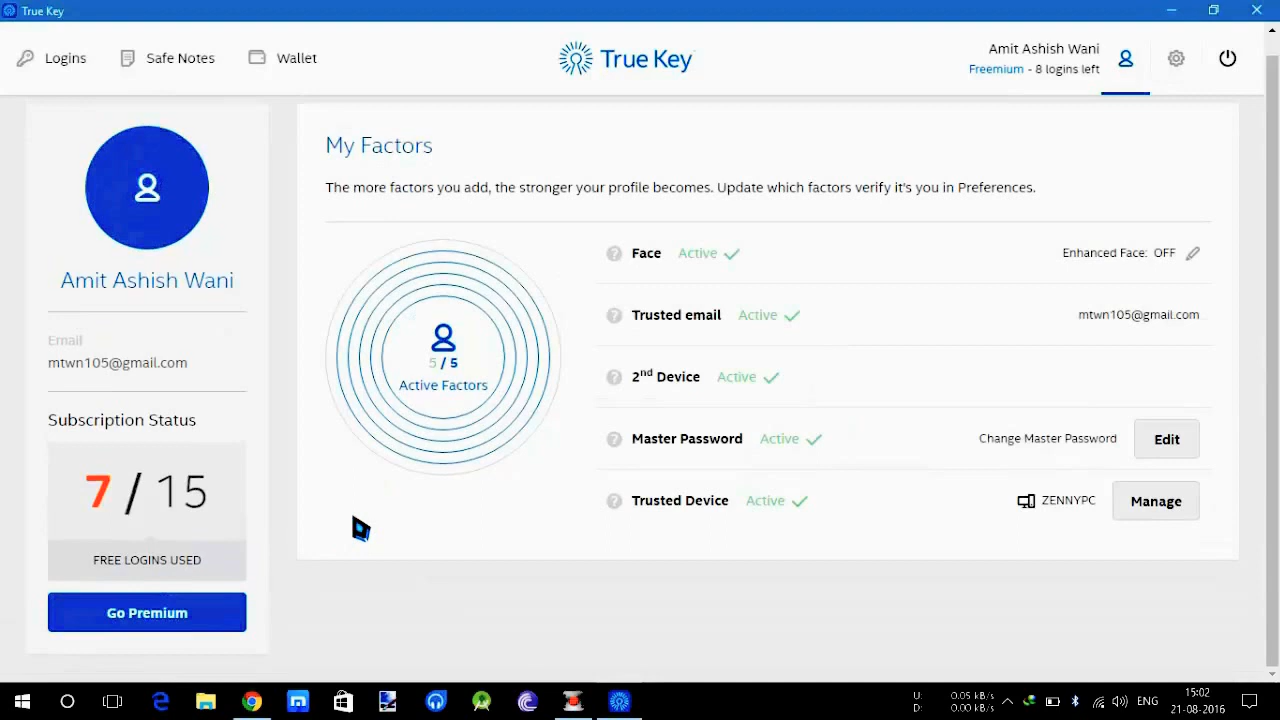 True Key
Logins
Safe Notes
Wallet
True Key
Amit Ashish Wani
Freemium - 8 logins left
Amit Ashish Wani
Email
mtwn105@gmail.com
Subscription Status
7 / 15
FREE LOGINS USED
Go Premium
My Factors
The more factors you add, the stronger your profile becomes. Update which factors verify it's you in Preferences.
5 / 5
Active Factors
Face Active Enhanced Face: OFF
Trusted email Active mtwn105@gmail.com
2nd Device Active
Master Password Active Change Master Password Edit
Trusted Device Active ZENNYPC Manage
U: 0.05 kB/s
D: 0.00 kB/s
ENG
15:02
21-08-2016